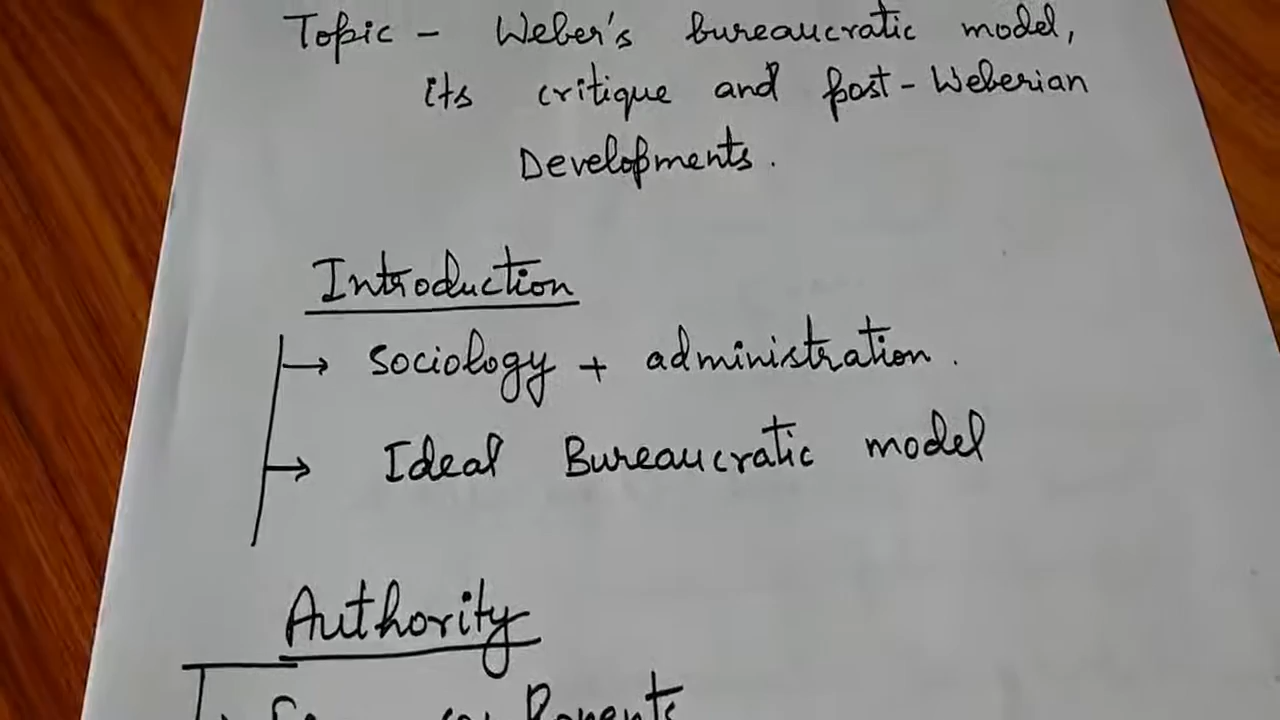 Topic - Weber's bureaucratic model,
its critique and post-Weberian
Developments.
Introduction
→ Sociology + administration.
→ Ideal Bureaucratic model
Authority